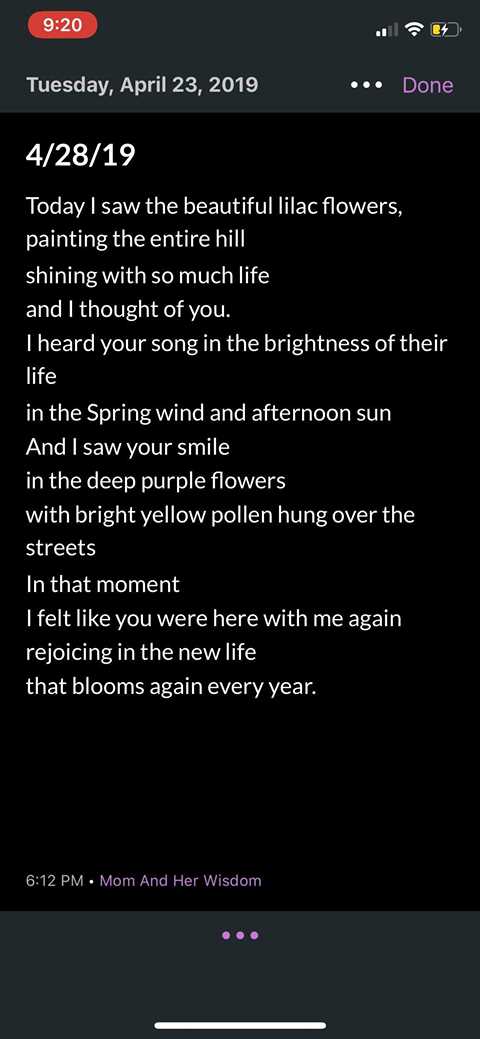 9:20
Tuesday, April 23, 2019
••• Done
4/28/19
Today I saw the beautiful lilac flowers,
painting the entire hill
shining with so much life
and I thought of you.
I heard your song in the brightness of their
life
in the Spring wind and afternoon sun
And I saw your smile
in the deep purple flowers
with bright yellow pollen hung over the
streets
In that moment
I felt like you were here with me again
rejoicing in the new life
that blooms again every year.
6:12 PM • Mom And Her Wisdom